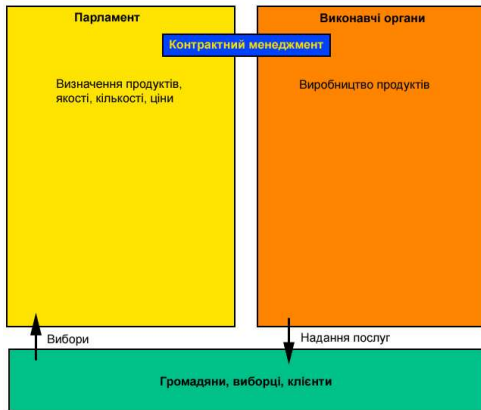 Парламент
Виконавчі органи
Контрактний менеджмент
Визначення продуктів,
якості, кількості, ціни
Виробництво продуктів
Вибори
Надання послуг
Громадяни, виборці, клієнти